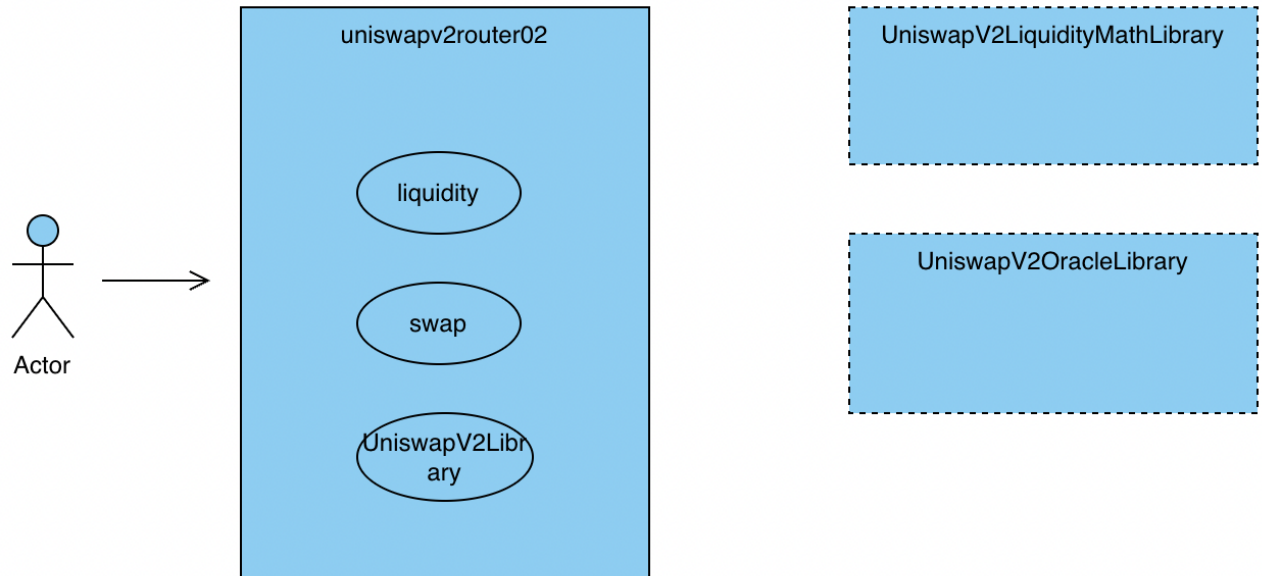 uniswapv2router02
UniswapV2LiquidityMathLibrary
liquidity
UniswapV2OracleLibrary
swap
Actor
UniswapV2Libr
ary